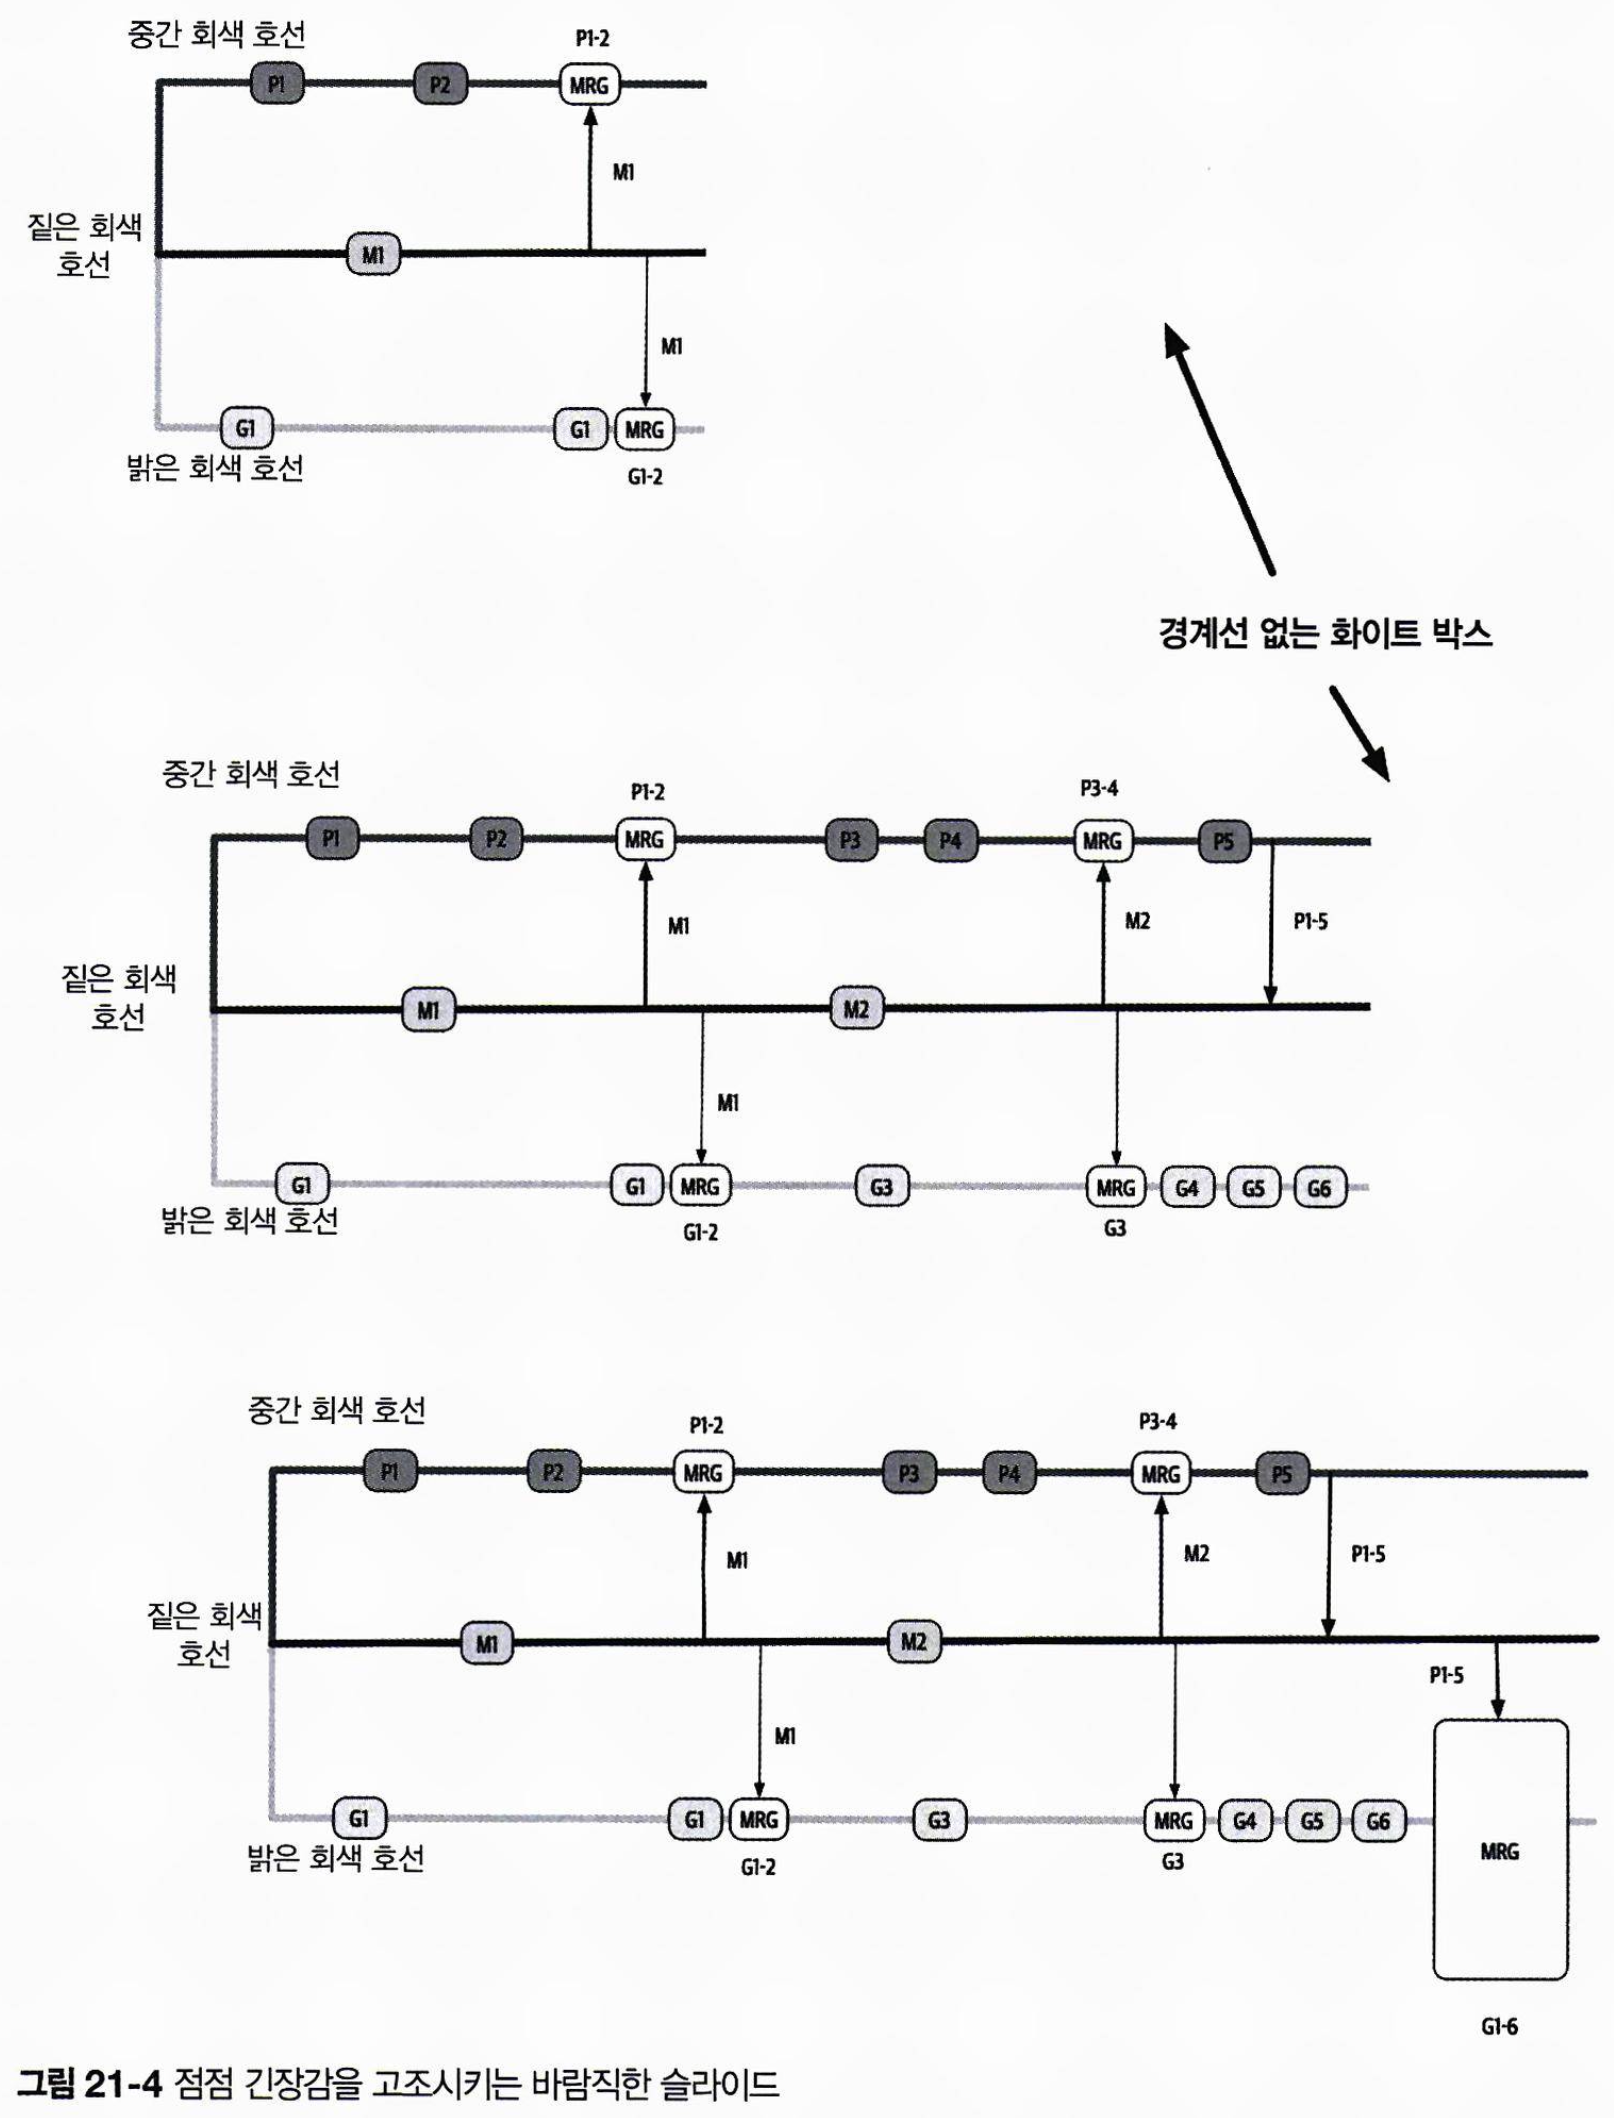 중간 회색 호선
P1-2
P1 P2 MRG
M1
짙은 회색
호선
M1
M1
G1 G1 MRG
밝은 회색 호선
G1-2
경계선 없는 화이트 박스
중간 회색 호선
P1-2 P3-4
P1 P2 MRG P3 P4 MRG P5
M1 M2 P1-5
짙은 회색
호선
M1 M2
M1
G1 G1 MRG G3 MRG G4 G5 G6
밝은 회색 호선
G1-2 G3
중간 회색 호선
P1-2 P3-4
P1 P2 MRG P3 P4 MRG P5
M1 M2 P1-5
짙은 회색
호선
M1 M2
P1-5
M1
G1 G1 MRG G3 MRG G4 G5 G6 MRG
밝은 회색 호선
G1-2 G3
G1-6
그림 21-4 점점 긴장감을 고조시키는 바람직한 슬라이드